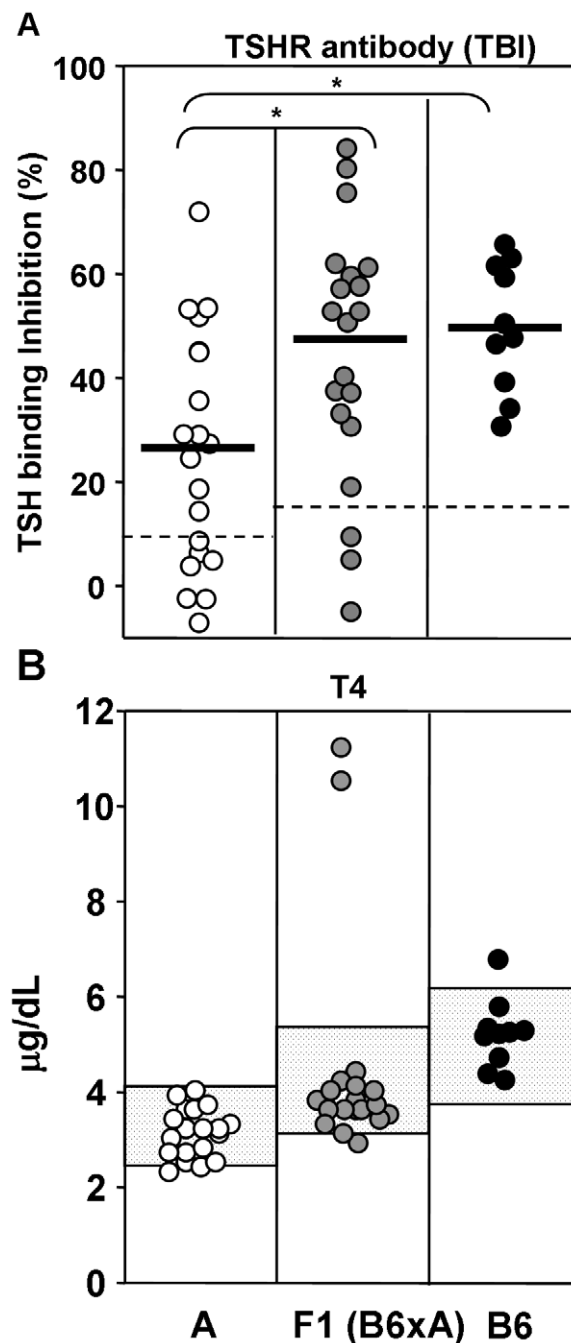 A
TSHR antibody (TBI)
100
80
60
40
20
0
TSH binding Inhibition (%)
*
*
B
T4
12
10
8
6
4
2
0
µg/dL
A F1 (B6xA) B6